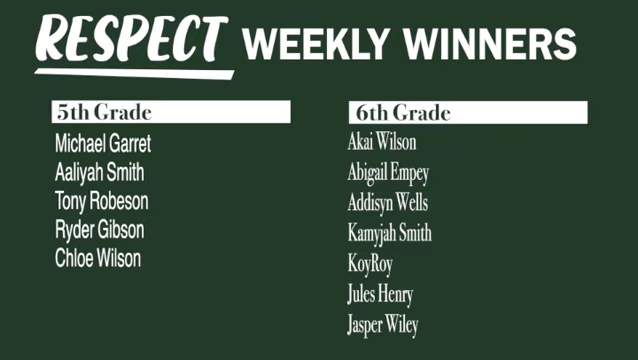 RESPECT WEEKLY WINNERS
5th Grade
Michael Garret
Aaliyah Smith
Tony Robeson
Ryder Gibson
Chloe Wilson
6th Grade
Akai Wilson
Abigail Empey
Addisyn Wells
Kamyjah Smith
KoyRoy
Jules Henry
Jasper Wiley